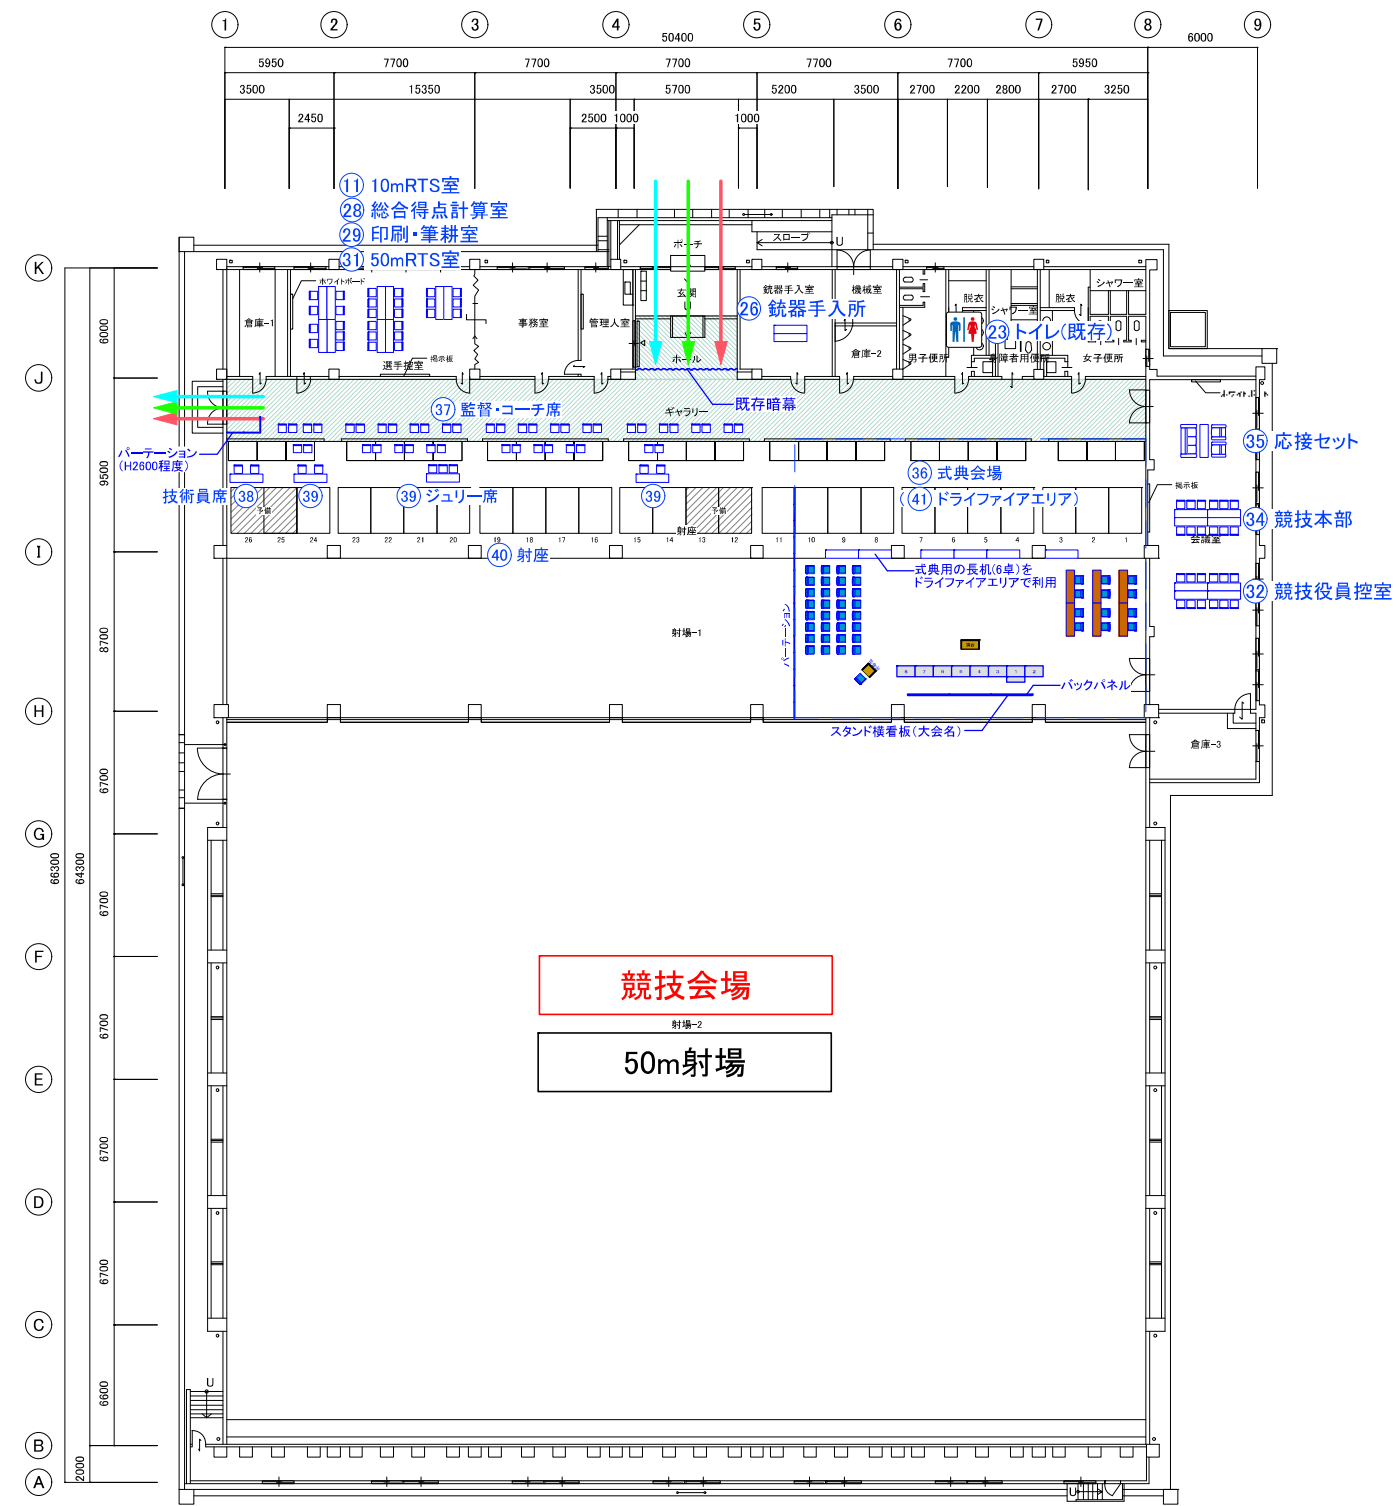 1 2 3 4 5 6 7 8 9
50400 6000
5950 7700 7700 7700 7700 7700 5950
3500 15350 3500 5700 5200 3500 2700 2200 2800 2700 3250
2450 2500 1000 1000
⑪ 10mRTS室
㉘ 総合得点計算室
㉙ 印刷・筆耕室
㉛ 50mRTS室
ポーチ
スロープ
U
K
ホワイトボード
倉庫-1
選手控室
掲示板
事務室
管理人室
玄関
U
ホール
銃器手入室
㉖ 銃器手入所
機械室
倉庫-2
男子便所
脱衣
シャワー室
身障者用便所
㉓ トイレ(既存)
脱衣
シャワー室
女子便所
6000
J
㊲ 監督・コーチ席
ギャラリー
既存暗幕
パーテーション
(H2600程度)
9500
技術員席 ㊳
㊴
㊴ ジュリー席
㊴
㊱ 式典会場
(㊶ ドライファイアエリア)
予備
予備
射座
26 25 24 23 22 21 20 19 18 17 16 15 14 13 12 11 10 9 8 7 6 5 4 3 2 1
掲示板
㉟ 応接セット
㉞ 競技本部
会議室
㉜ 競技役員控室
I
㊵ 射座
式典用の長机(6卓)を
ドライファイアエリアで利用
射場-1
パーテーション
8700
8 7 6 5 4 3 1 2
バックパネル
スタンド横看板(大会名)
H
倉庫-3
6700
G
66300
64300
6700
F
競技会場
射場-2
50m射場
6700
E
6700
D
6700
C
6600
U
B
2000
A
U